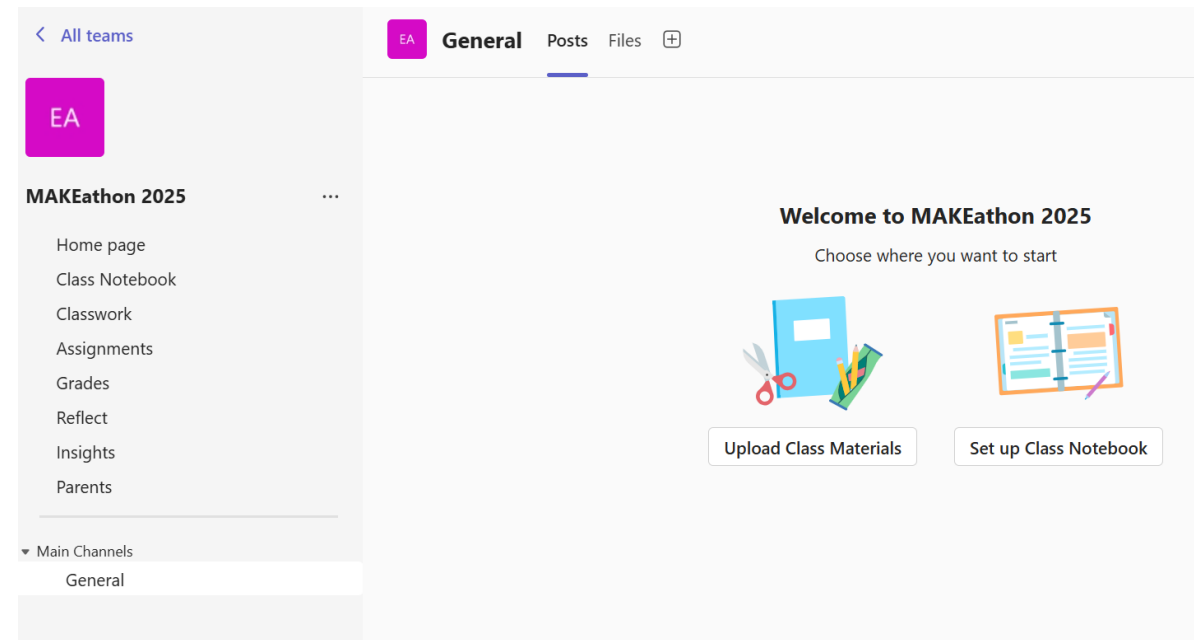 All teams
EA
MAKEathon 2025
...
Home page
Class Notebook
Classwork
Assignments
Grades
Reflect
Insights
Parents
Main Channels
General
EA
General
Posts
Files
Welcome to MAKEathon 2025
Choose where you want to start
Upload Class Materials
Set up Class Notebook